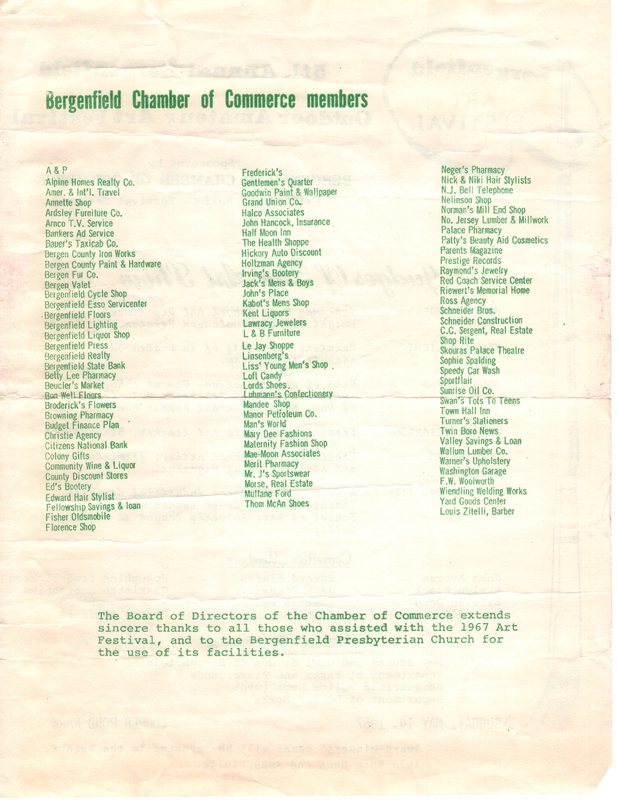 Bergenfield Chamber of Commerce members
A & P
Alpine Homes Realty Co.
Amer. & Int'l. Travel
Annette Shop
Ardsley Furniture Co.
Arnco T.V. Service
Bankers Ad Service
Bauer's Taxicab Co.
Bergen County Iron Works
Bergen County Paint & Hardware
Bergen Fur Co.
Bergen Valet
Bergenfield Cycle Shop
Bergenfield Esso Servicenter
Bergenfield Floors
Bergenfield Lighting
Bergenfield Liquor Shop
Bergenfield Press
Bergenfield Realty
Bergenfield State Bank
Betty Lee Pharmacy
Beucler's Market
Bon Well Floors
Broderick's Flowers
Browning Pharmacy
Budget Finance Plan
Christie Agency
Citizens National Bank
Colony Gifts
Community Wine & Liquor
County Discount Stores
Ed's Bootery
Edward Hair Stylist
Fellowship Savings & loan
Fisher Oldsmobile
Florence Shop
Frederick's
Gentlemen's Quarter
Goodwin Paint & Wallpaper
Grand Union Co.
Halco Associates
John Hancock, Insurance
Half Moon Inn
The Health Shoppe
Hickory Auto Discount
Holtzman Agency
Irving's Bootery
Jack's Mens & Boys
John's Place
Kabot's Mens Shop
Kent Liquors
Lawracy Jewelers
L & B Furniture
Le Jay Shoppe
Linsenberg's
Liss' Young Men's Shop
Loft Candy
Lords Shoes
Luhmann's Confectionery
Mandee Shop
Manor Petroleum Co.
Man's World
Mary Dee Fashions
Maternity Fashion Shop
Mae-Moon Associates
Merit Pharmacy
Mr. J's Sportswear
Morse, Real Estate
Mullane Ford
Thom McAn Shoes
Neger's Pharmacy
Nick & Niki Hair Stylists
N.J. Bell Telephone
Nelinson Shop
Norman's Mill End Shop
No. Jersey Lumber & Millwork
Palace Pharmacy
Patty's Beauty Aid Cosmetics
Parents Magazine
Prestige Records
Raymond's Jewelry
Red Coach Service Center
Riewert's Memorial Home
Ross Agency
Schneider Bros.
Schneider Construction
C.C. Sergent, Real Estate
Shop Rite
Skouras Palace Theatre
Sophie Spalding
Speedy Car Wash
Sportflair
Sunrise Oil Co.
Swan's Tots To Teens
Town Hall Inn
Turner's Stationers
Twin Boro News
Valley Savings & Loan
Wallum Lumber Co.
Warner's Upholstery
Washington Garage
F.W. Woolworth
Wiendling Welding Works
Yard Goods Center
Louis Zitelli, Barber
The Board of Directors of the Chamber of Commerce extends
sincere thanks to all those who assisted with the 1967 Art
Festival, and to the Bergenfield Presbyterian Church for
the use of its facilities.